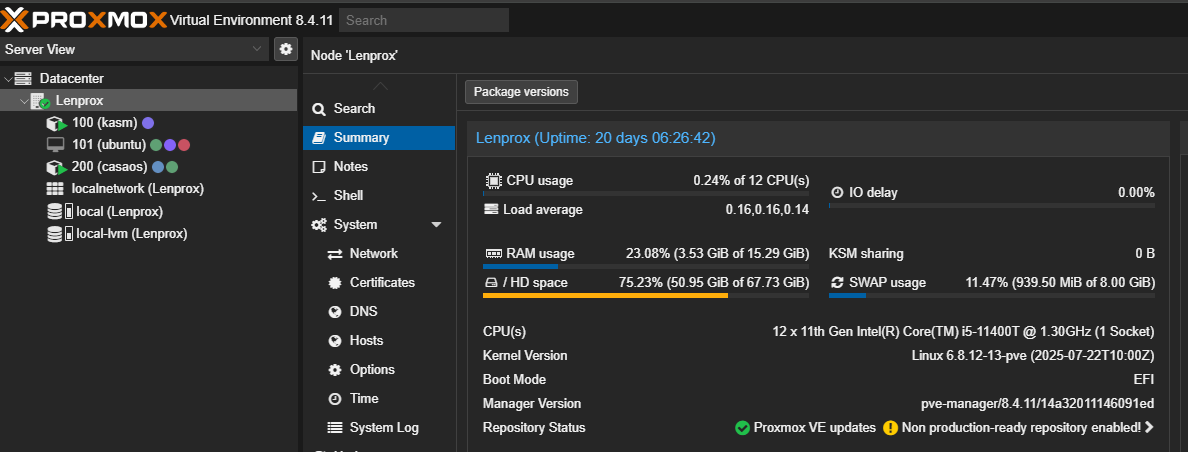 PROXMOX Virtual Environment 8.4.11 Search
Server View
Datacenter
Lenprox
100 (kasm)
101 (ubuntu)
200 (casaos)
localnetwork (Lenprox)
local (Lenprox)
local-lvm (Lenprox)
Node 'Lenprox'
Search
Summary
Notes
Shell
System
Network
Certificates
DNS
Hosts
Options
Time
System Log
Package versions
Lenprox (Uptime: 20 days 06:26:42)
CPU usage 0.24% of 12 CPU(s)
IO delay 0.00%
Load average 0.16,0.16,0.14
RAM usage 23.08% (3.53 GiB of 15.29 GiB)
KSM sharing 0 B
/ HD space 75.23% (50.95 GiB of 67.73 GiB)
SWAP usage 11.47% (939.50 MiB of 8.00 GiB)
CPU(s) 12 x 11th Gen Intel(R) Core(TM) i5-11400T @ 1.30GHz (1 Socket)
Kernel Version Linux 6.8.12-13-pve (2025-07-22T10:00Z)
Boot Mode EFI
Manager Version pve-manager/8.4.11/14a32011146091ed
Repository Status Proxmox VE updates Non production-ready repository enabled!